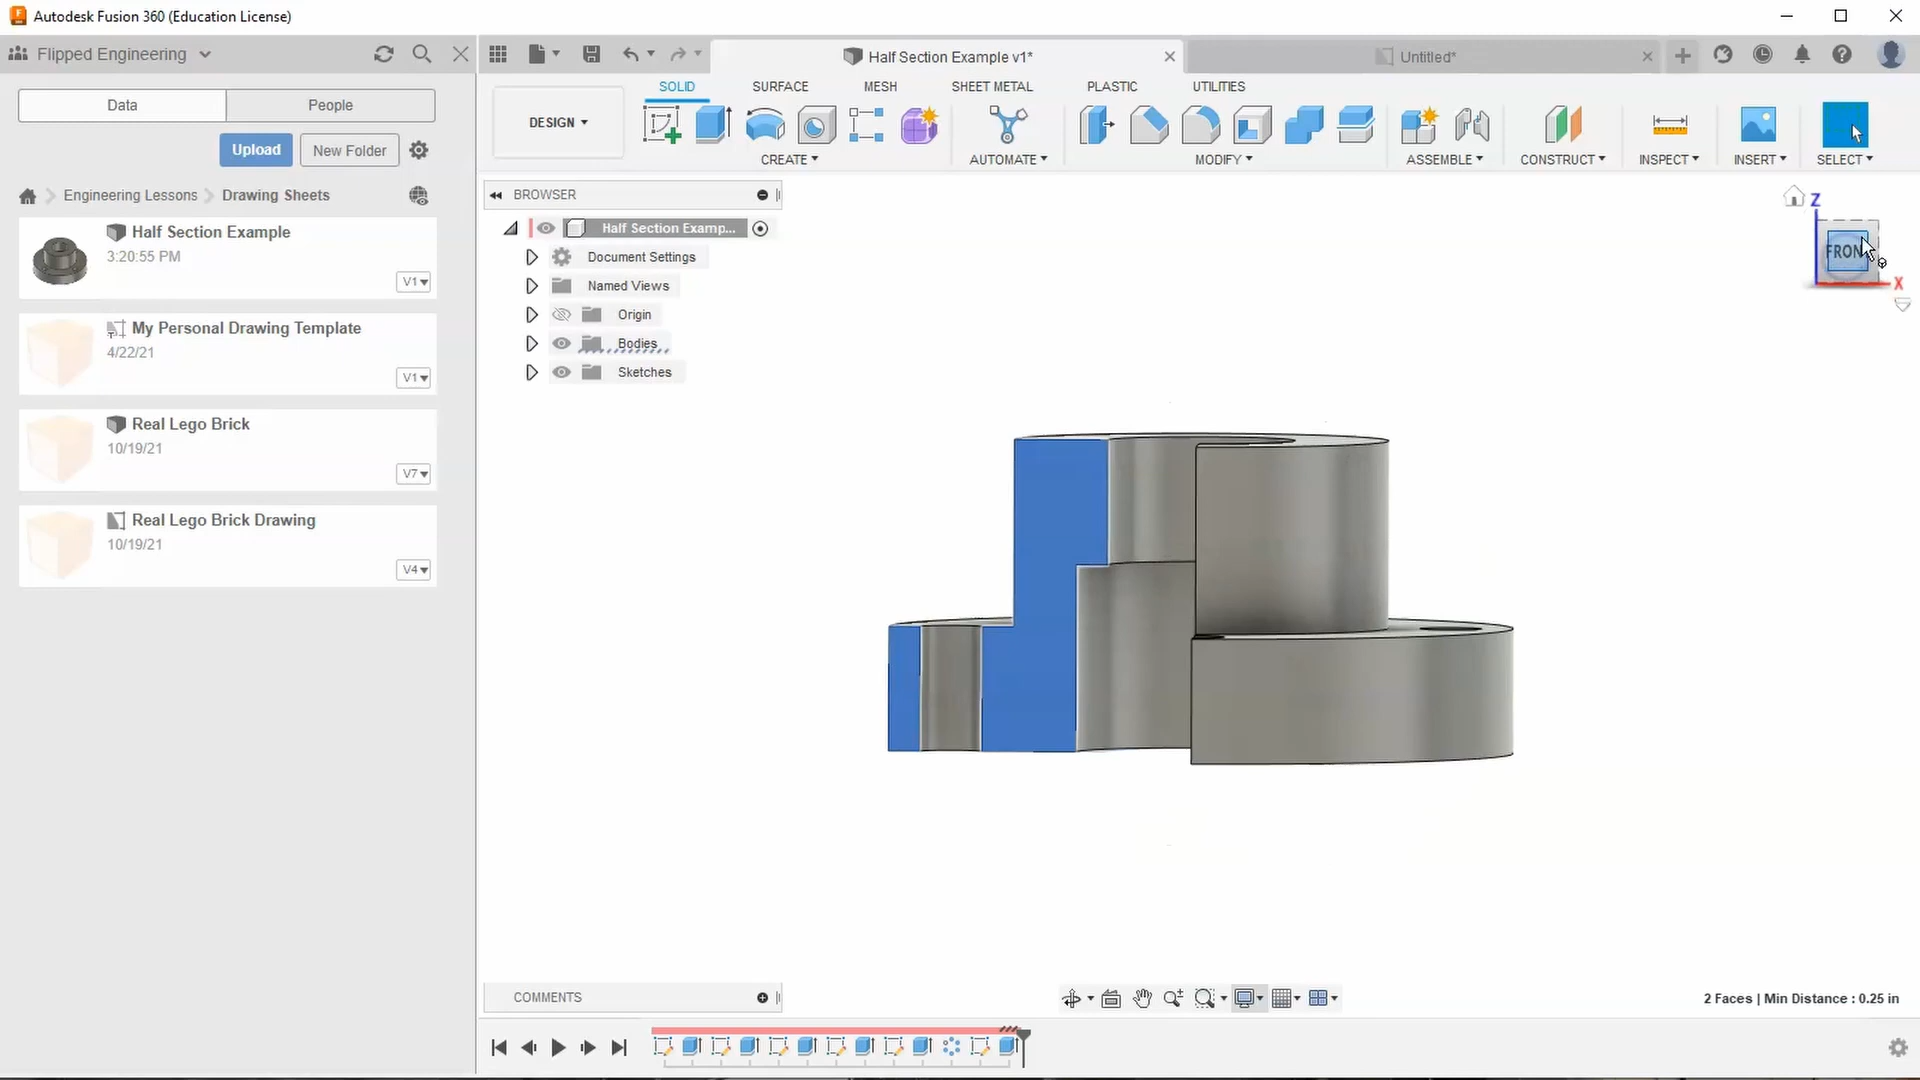 Autodesk Fusion 360 (Education License)
Flipped Engineering
Half Section Example v1*
Untitled*
Data
People
Upload
New Folder
Engineering Lessons
Drawing Sheets
Half Section Example
3:20:55 PM
V1
My Personal Drawing Template
4/22/21
V1
Real Lego Brick
10/19/21
V7
Real Lego Brick Drawing
10/19/21
V4
DESIGN
SOLID
SURFACE
MESH
SHEET METAL
PLASTIC
UTILITIES
CREATE
AUTOMATE
MODIFY
ASSEMBLE
CONSTRUCT
INSPECT
INSERT
SELECT
BROWSER
Half Section Examp...
Document Settings
Named Views
Origin
Bodies
Sketches
Z
FRON
X
COMMENTS
2 Faces | Min Distance : 0.25 in